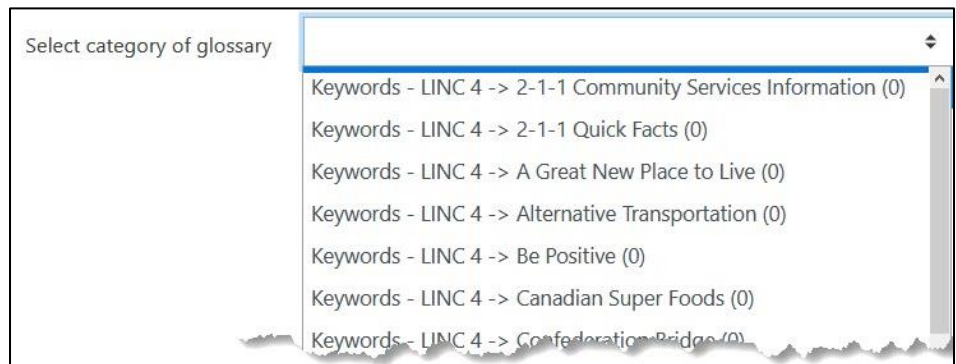 Select category of glossary
Keywords - LINC 4 -> 2-1-1 Community Services Information (0)
Keywords - LINC 4 -> 2-1-1 Quick Facts (0)
Keywords - LINC 4 -> A Great New Place to Live (0)
Keywords - LINC 4 -> Alternative Transportation (0)
Keywords - LINC 4 -> Be Positive (0)
Keywords - LINC 4 -> Canadian Super Foods (0)
Keywords - LINC 4 -> Confederation Bridge (0)